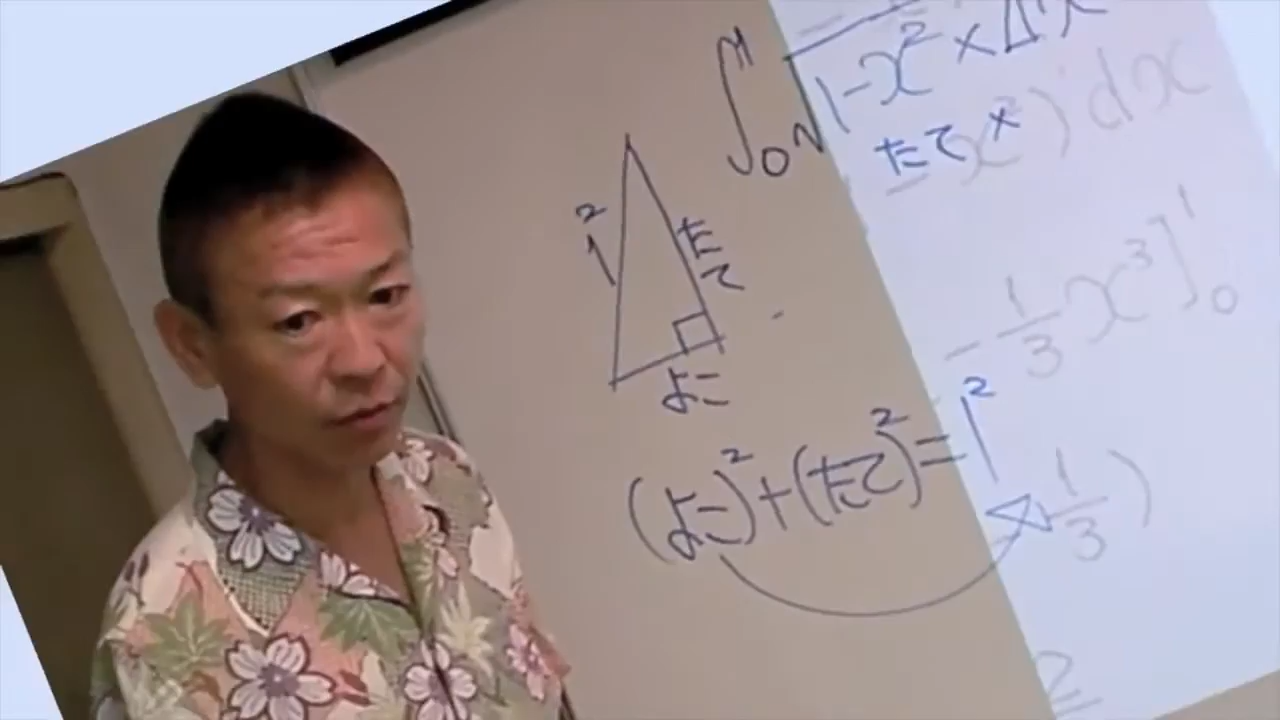 ∫₀¹ √1-x² × Δx
たて ×
x²) dx
1²
たて
よこ
- 1/3 x³]₀¹
(よこ)² + (たて)² = 1²
1/3)
2